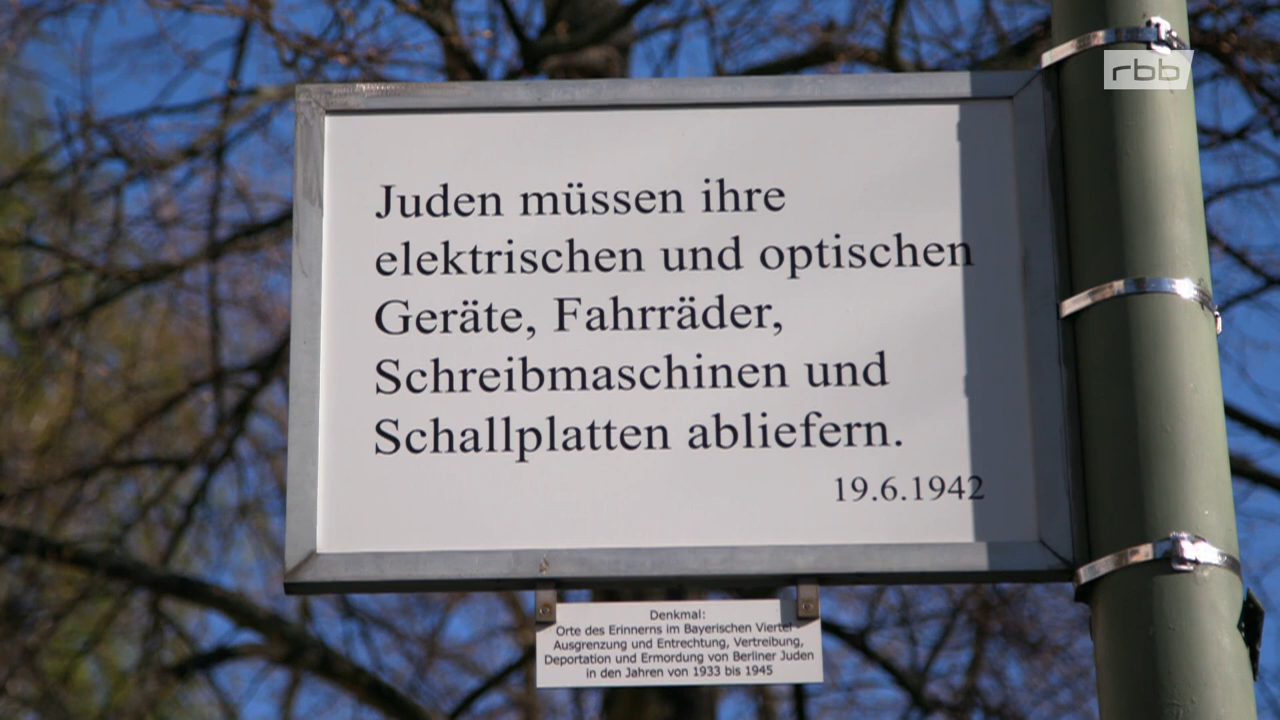 rbb
Juden müssen ihre
elektrischen und optischen
Geräte, Fahrräder,
Schreibmaschinen und
Schallplatten abliefern.
19.6.1942
Denkmal:
Orte des Erinnerns im Bayerischen Viertel -
Ausgrenzung und Entrechtung, Vertreibung,
Deportation und Ermordung von Berliner Juden
in den Jahren von 1933 bis 1945